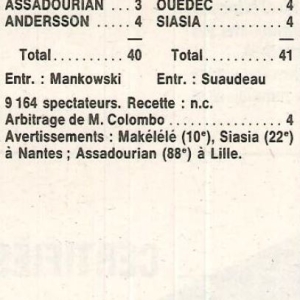 ASSADOURIAN ... 3 OUEDEC ............ 4
ANDERSSON .... 4 SIASIA .............. 4
— —
Total ........... 40 Total ........... 41
Entr. : Mankowski Entr. : Suaudeau
9 164 spectateurs. Recette : n.c.
Arbitrage de M. Colombo .................. 4
Avertissements : Makélélé (10ᵉ), Siasia (22ᵉ)
à Nantes ; Assadourian (88ᵉ) à Lille.